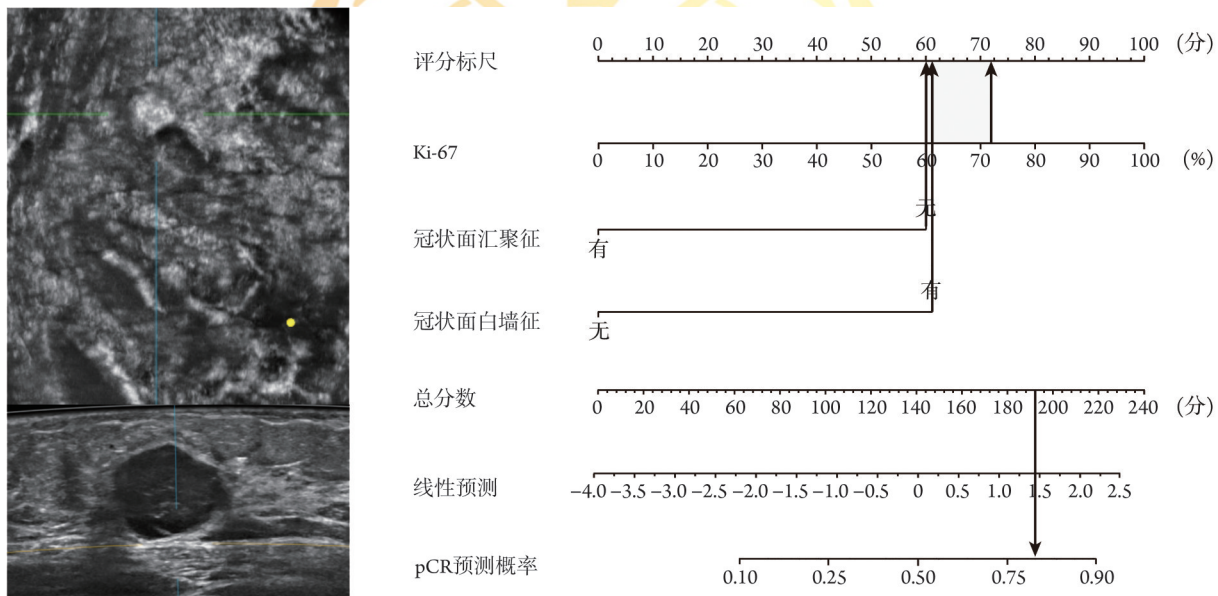 评分标尺 0 10 20 30 40 50 60 70 80 90 100 (分)
Ki-67 0 10 20 30 40 50 60 70 80 90 100 (%)
无
冠状面汇聚征
有
有
冠状面白墙征
无
总分数 0 20 40 60 80 100 120 140 160 180 200 220 240 (分)
线性预测 −4.0 −3.5 −3.0 −2.5 −2.0 −1.5 −1.0 −0.5 0 0.5 1.0 1.5 2.0 2.5
pCR预测概率 0.10 0.25 0.50 0.75 0.90